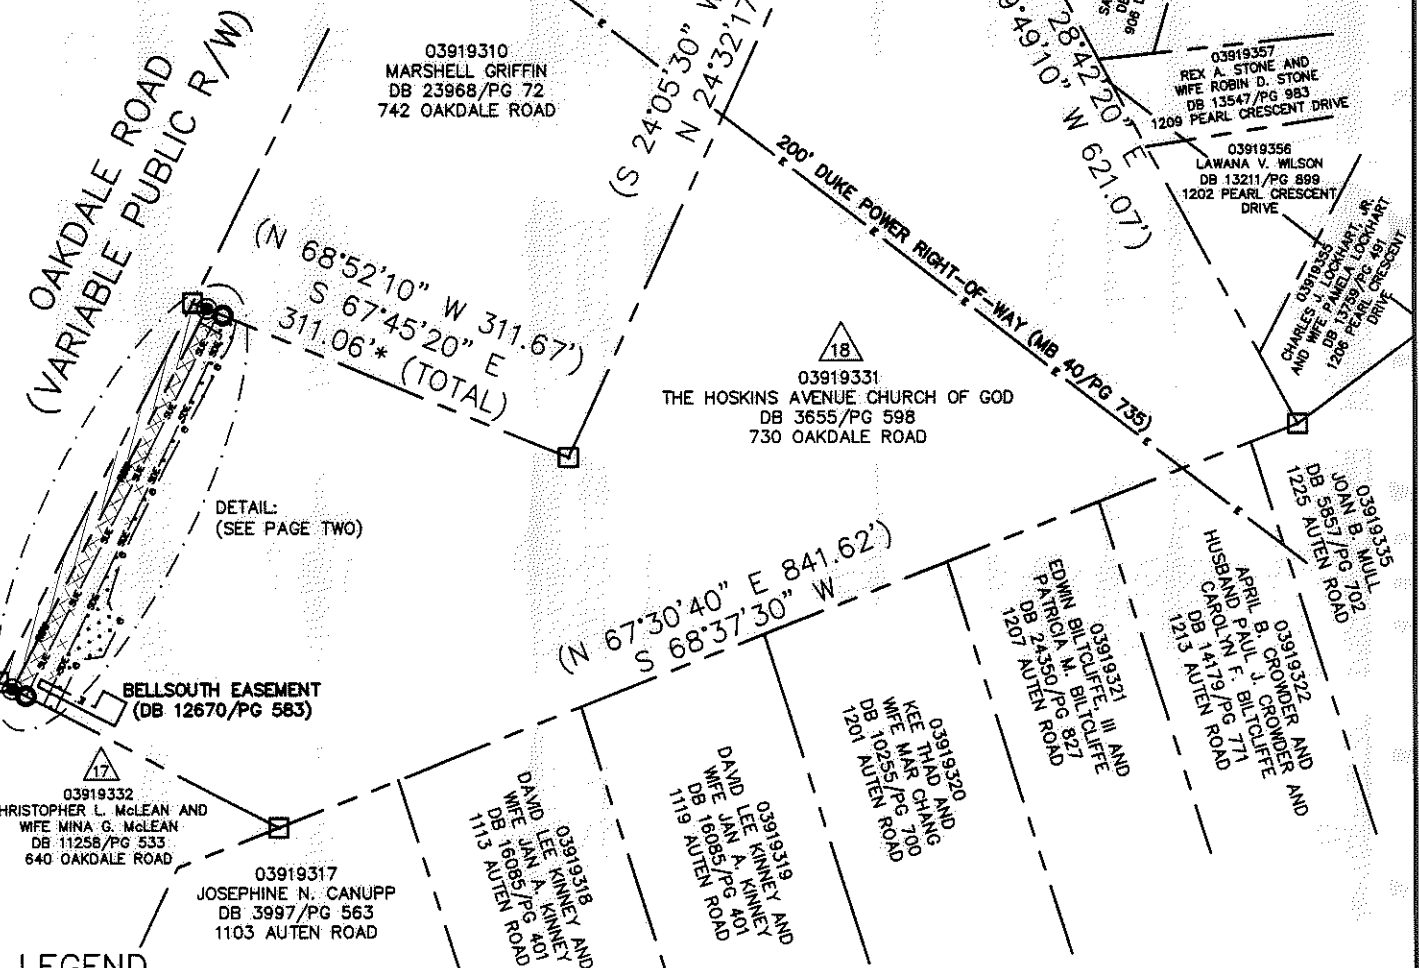 OAKDALE ROAD
(VARIABLE PUBLIC R/W)
03919310
MARSHELL GRIFFIN
DB 23968/PG 72
742 OAKDALE ROAD
(S 24°05'30" W
N 24°32'17
28°42'20" E
9°49'10" W 621.07')
906
03919357
REX A. STONE AND
WIFE ROBIN D. STONE
DB 13547/PG 983
1209 PEARL CRESCENT DRIVE
03919356
LAWANA V. WILSON
DB 13211/PG 899
1202 PEARL CRESCENT
DRIVE
03919355
CHARLES J. LOCKHART, JR.
AND WIFE PAMELA LOCKHART
DB 13759/PG 491
1206 PEARL CRESCENT
DRIVE
200' DUKE POWER RIGHT-OF-WAY (MB 40/PG 735)
(N 68°52'10" W 311.67')
S 67°45'20" E
311.06'* (TOTAL)
18
03919331
THE HOSKINS AVENUE CHURCH OF GOD
DB 3655/PG 598
730 OAKDALE ROAD
DETAIL:
(SEE PAGE TWO)
(N 67°30'40" E 841.62')
S 68°37'30" W
BELLSOUTH EASEMENT
(DB 12670/PG 583)
17
03919332
HRISTOPHER L. McLEAN AND
WIFE MINA G. McLEAN
DB 11258/PG 533
640 OAKDALE ROAD
03919317
JOSEPHINE N. CANUPP
DB 3997/PG 563
1103 AUTEN ROAD
03919318
DAVID LEE KINNEY AND
WIFE JAN A. KINNEY
DB 16085/PG 401
1113 AUTEN ROAD
03919319
DAVID LEE KINNEY AND
WIFE JAN A. KINNEY
DB 16085/PG 401
1119 AUTEN ROAD
03919320
KEE THAD AND
WIFE MAR CHANG
DB 10255/PG 700
1201 AUTEN ROAD
03919321
EDWIN BILTCLIFFE, III AND
PATRICIA M. BILTCLIFFE
DB 24350/PG 827
1207 AUTEN ROAD
03919322
APRIL B. CROWDER AND
HUSBAND PAUL J. CROWDER AND
CAROLYN F. BILTCLIFFE
DB 14179/PG 771
1213 AUTEN ROAD
03919335
JOAN B. MULL
DB 5857/PG 702
1225 AUTEN ROAD
LEGEND